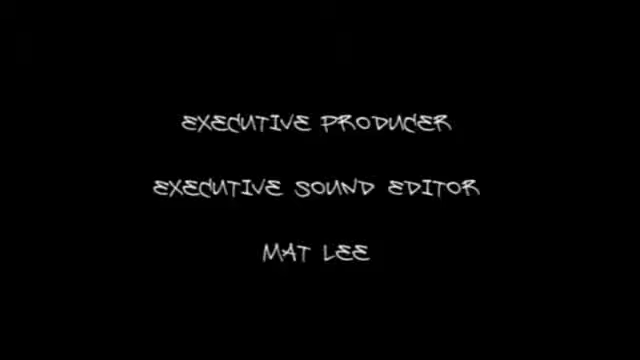 EXECUTIVE PRODUCER
EXECUTIVE SOUND EDITOR
MAT LEE